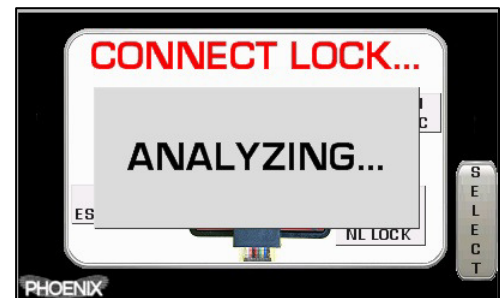 CONNECT LOCK...
C
ANALYZING...
ES
NL LOCK
SELECT
PHOENIX